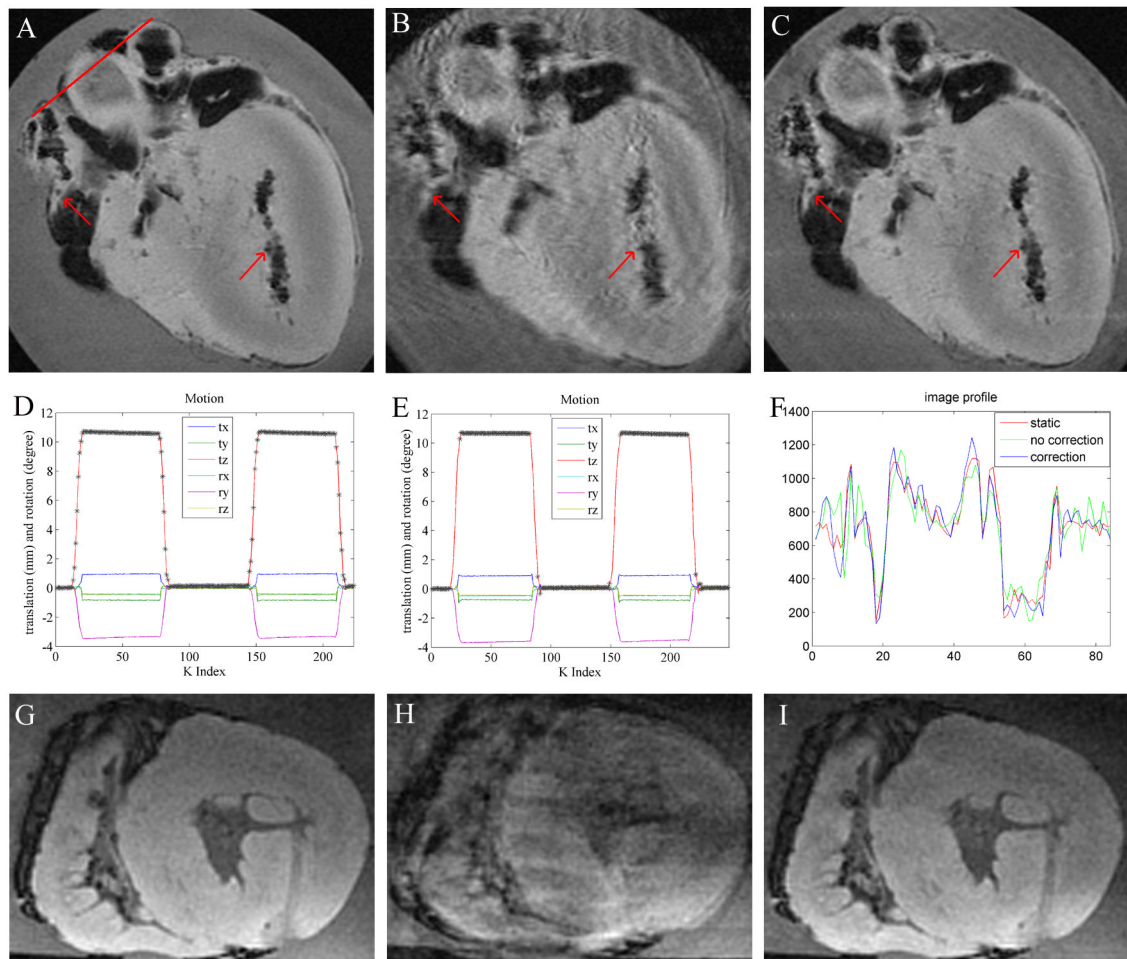 A
B
C
D
Motion
translation (mm) and rotation (degree)
12
10
8
6
4
2
0
-2
-4
tx
ty
tz
rx
ry
rz
0
50
100
150
200
K Index
E
Motion
translation (mm) and rotation (degree)
12
10
8
6
4
2
0
-2
-4
tx
ty
tz
rx
ry
rz
0
50
100
150
200
K Index
F
image profile
1400
1200
1000
800
600
400
200
0
static
no correction
correction
0
20
40
60
80
G
H
I